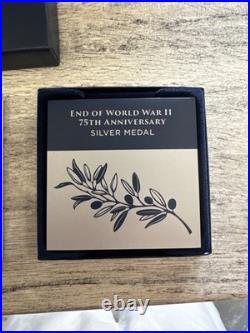 End of World War II
75th Anniversary
SILVER MEDAL